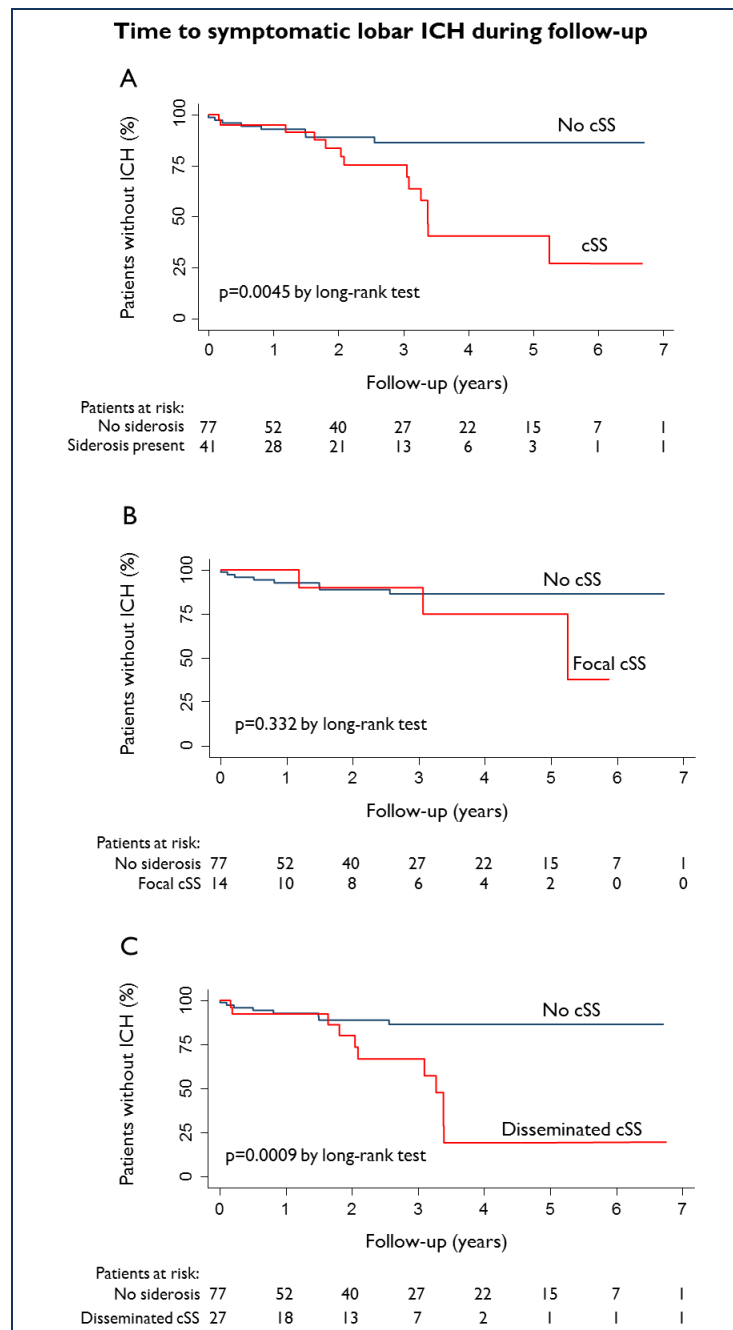 Time to symptomatic lobar ICH during follow-up
A
Patients without ICH (%)
100
75
50
25
0
No cSS
cSS
p=0.0045 by long-rank test
0 1 2 3 4 5 6 7
Follow-up (years)
Patients at risk:
No siderosis 77 52 40 27 22 15 7 1
Siderosis present 41 28 21 13 6 3 1 1
B
Patients without ICH (%)
100
75
50
25
0
No cSS
Focal cSS
p=0.332 by long-rank test
0 1 2 3 4 5 6 7
Follow-up (years)
Patients at risk:
No siderosis 77 52 40 27 22 15 7 1
Focal cSS 14 10 8 6 4 2 0 0
C
Patients without ICH (%)
100
75
50
25
0
No cSS
Disseminated cSS
p=0.0009 by long-rank test
0 1 2 3 4 5 6 7
Follow-up (years)
Patients at risk:
No siderosis 77 52 40 27 22 15 7 1
Disseminated cSS 27 18 13 7 2 1 1 1